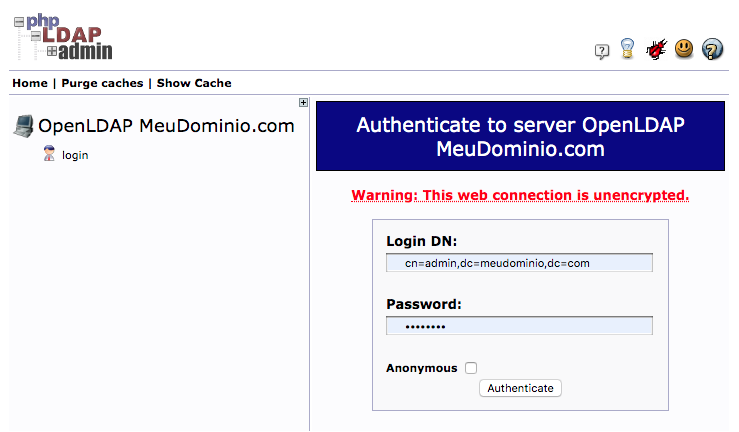 php
LDAP
admin
Home | Purge caches | Show Cache
OpenLDAP MeuDominio.com
login
Authenticate to server OpenLDAP
MeuDominio.com
Warning: This web connection is unencrypted.
Login DN:
cn=admin,dc=meudominio,dc=com
Password:
••••••••
Anonymous
Authenticate